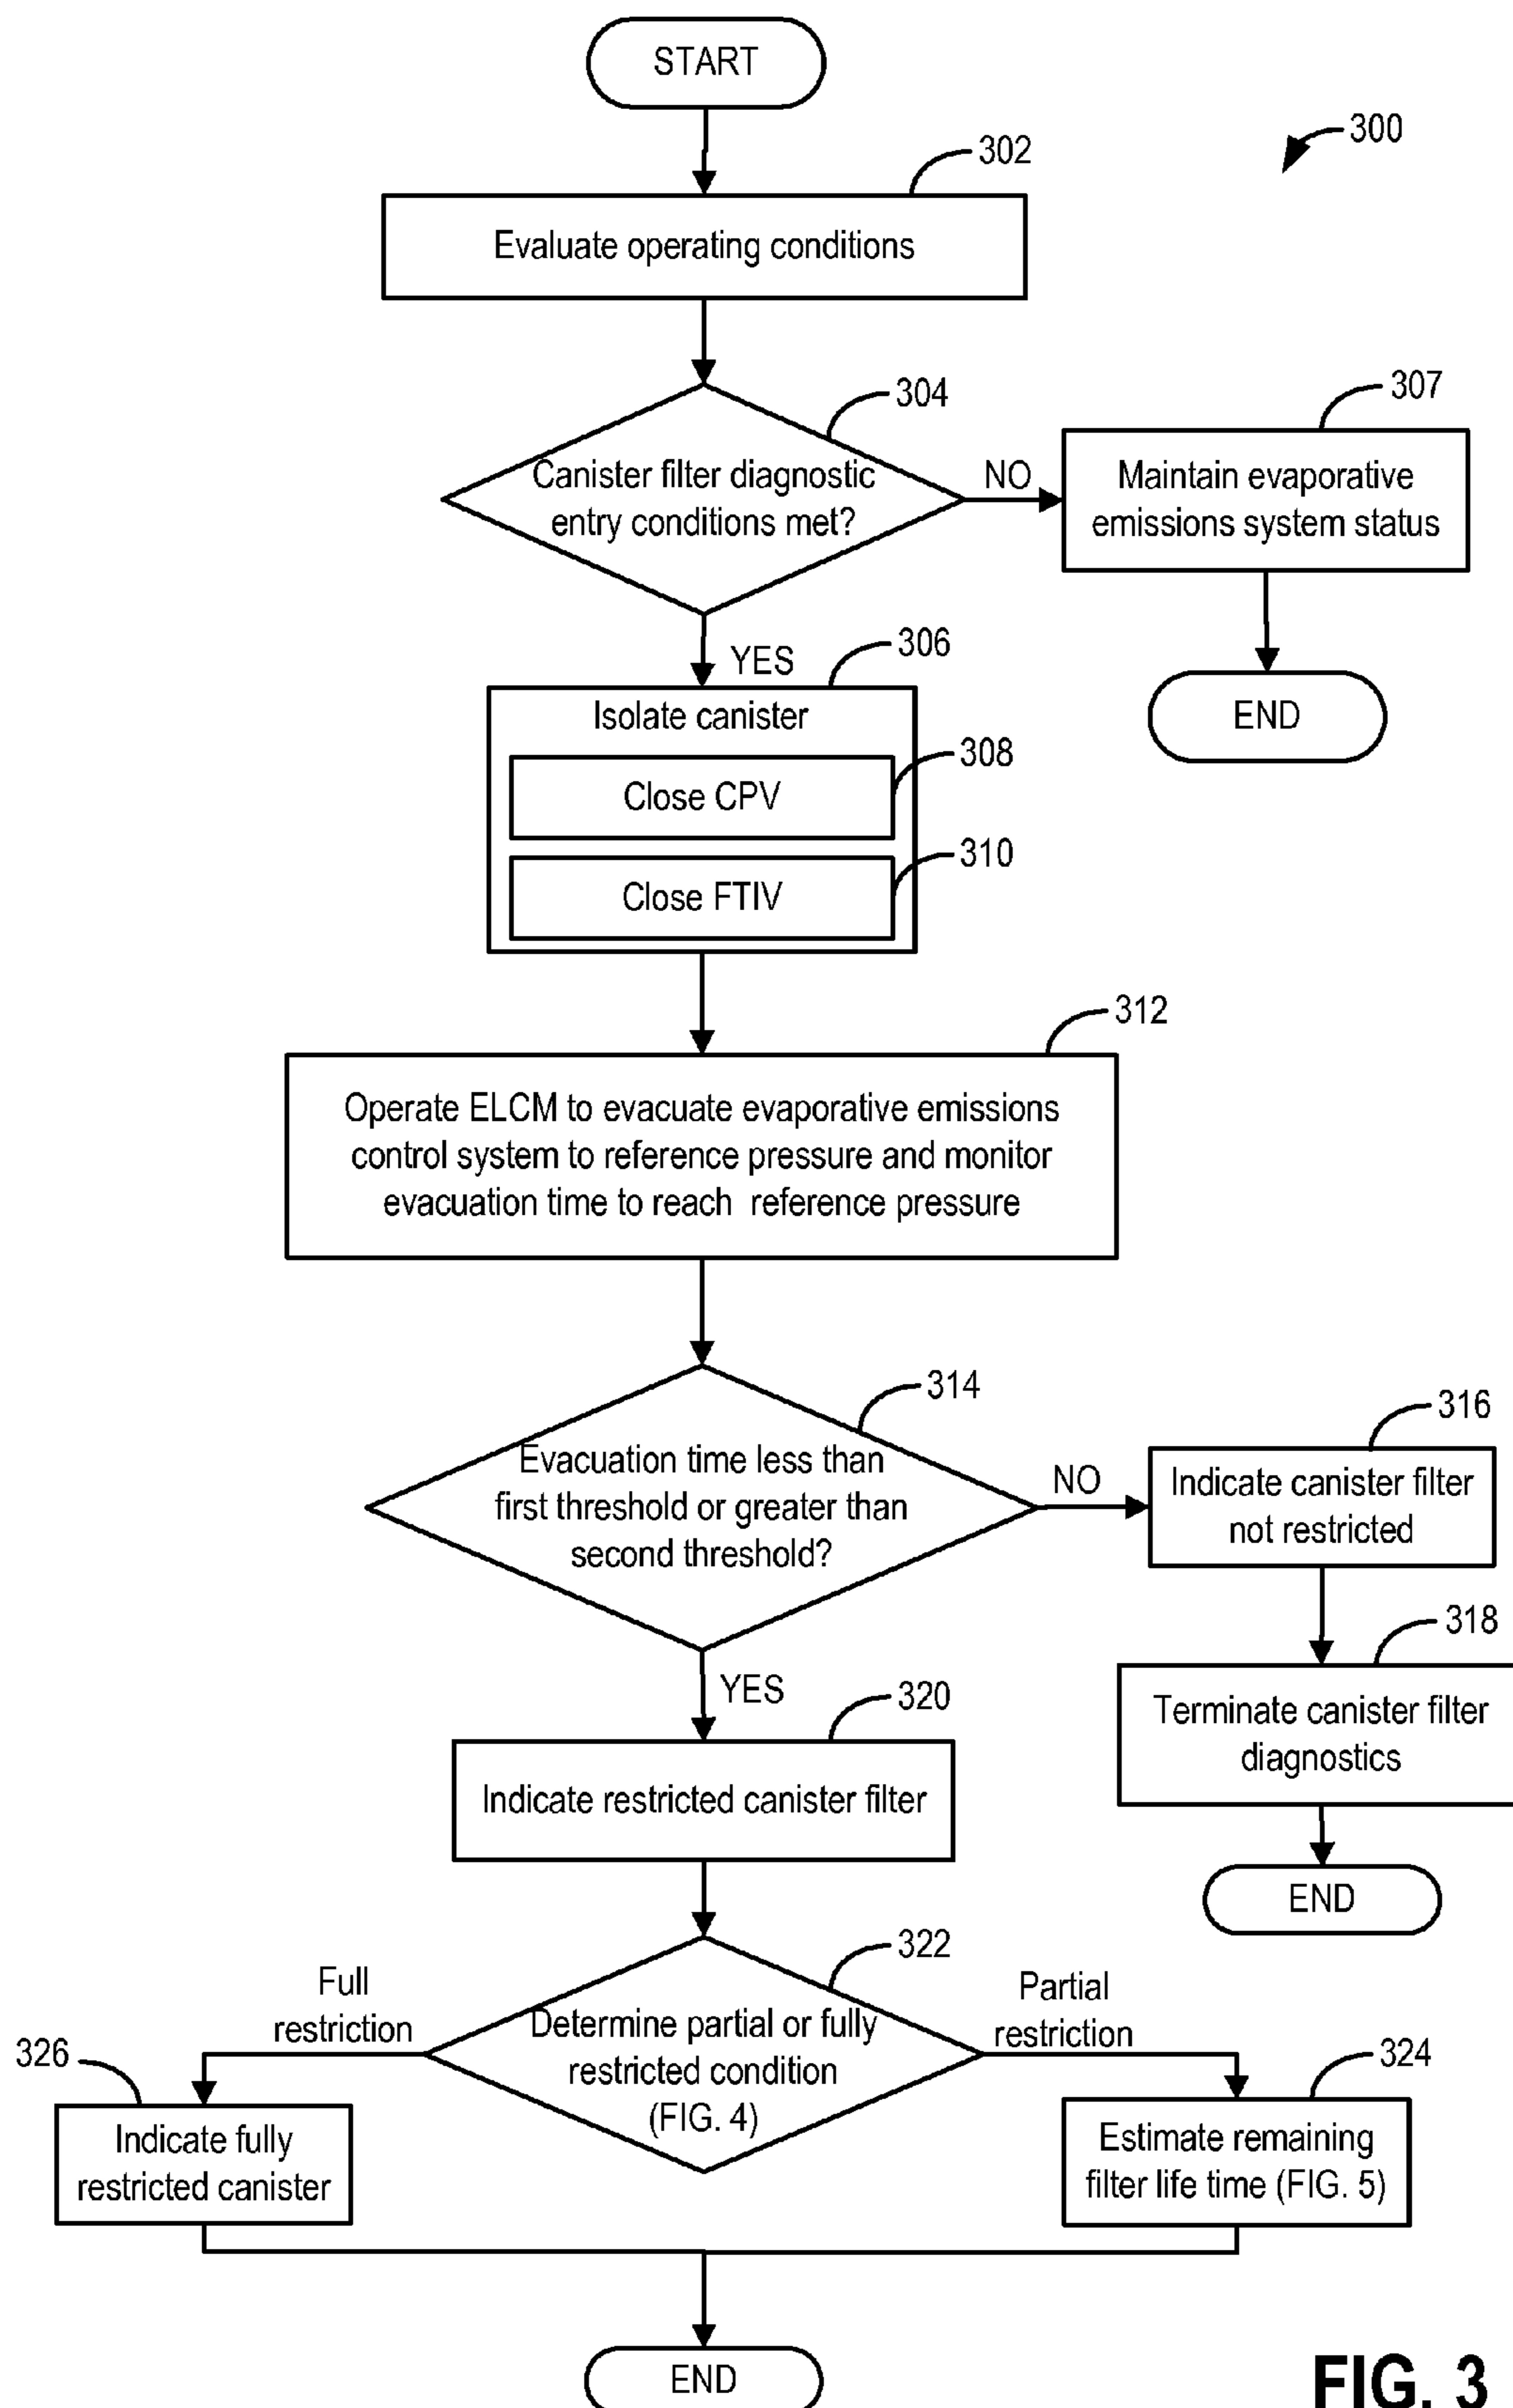 START
300
302
Evaluate operating conditions
304
Canister filter diagnostic
entry conditions met?
NO
307
Maintain evaporative
emissions system status
END
YES
306
Isolate canister
308
Close CPV
310
Close FTIV
312
Operate ELCM to evacuate evaporative emissions
control system to reference pressure and monitor
evacuation time to reach reference pressure
314
Evacuation time less than
first threshold or greater than
second threshold?
NO
316
Indicate canister filter
not restricted
318
Terminate canister filter
diagnostics
END
YES
320
Indicate restricted canister filter
322
Determine partial or fully
restricted condition
(FIG. 4)
Full
restriction
Partial
restriction
326
Indicate fully
restricted canister
324
Estimate remaining
filter life time (FIG. 5)
END
FIG. 3